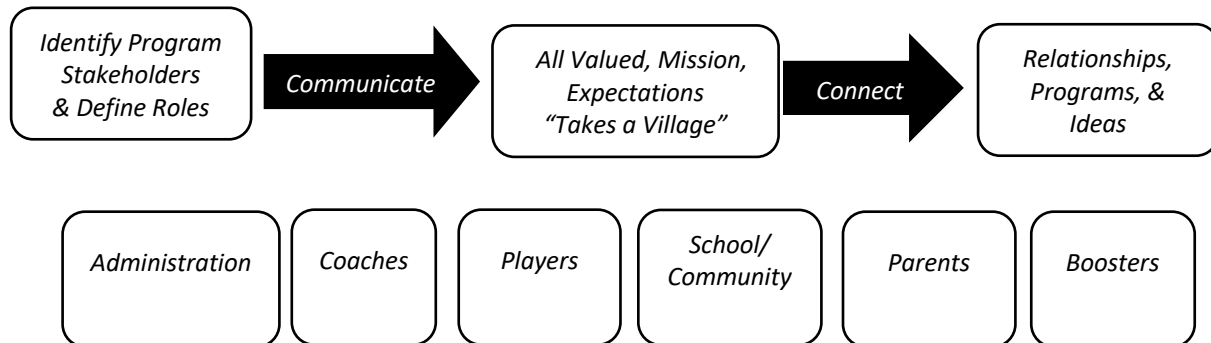 Identify Program
Stakeholders
& Define Roles
Communicate
All Valued, Mission,
Expectations
“Takes a Village”
Connect
Relationships,
Programs, &
Ideas
Administration
Coaches
Players
School/
Community
Parents
Boosters